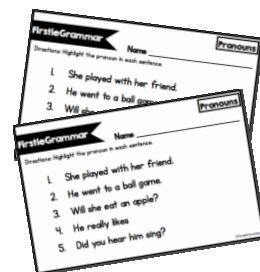 FirstieGrammar
Pronouns
Name
Directions: Highlight the pronoun in each sentence.
1. She played with her friend.
2. He went to a ball game.
3. Will she
FirstieGrammar
Pronouns
Name
Directions: Highlight the pronoun in each sentence.
1. She played with her friend.
2. He went to a ball game.
3. Will she eat an apple?
4. He really likes
5. Did you hear him sing?